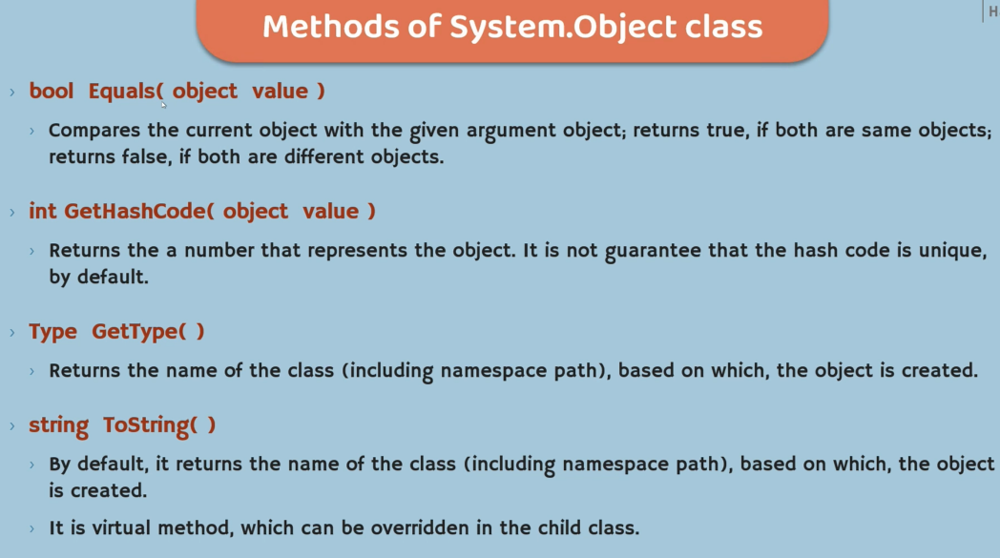 Methods of System.Object class
H
bool Equals( object value )
Compares the current object with the given argument object; returns true, if both are same objects;
returns false, if both are different objects.
int GetHashCode( object value )
Returns the a number that represents the object. It is not guarantee that the hash code is unique,
by default.
Type GetType( )
Returns the name of the class (including namespace path), based on which, the object is created.
string ToString( )
By default, it returns the name of the class (including namespace path), based on which, the object
is created.
It is virtual method, which can be overridden in the child class.